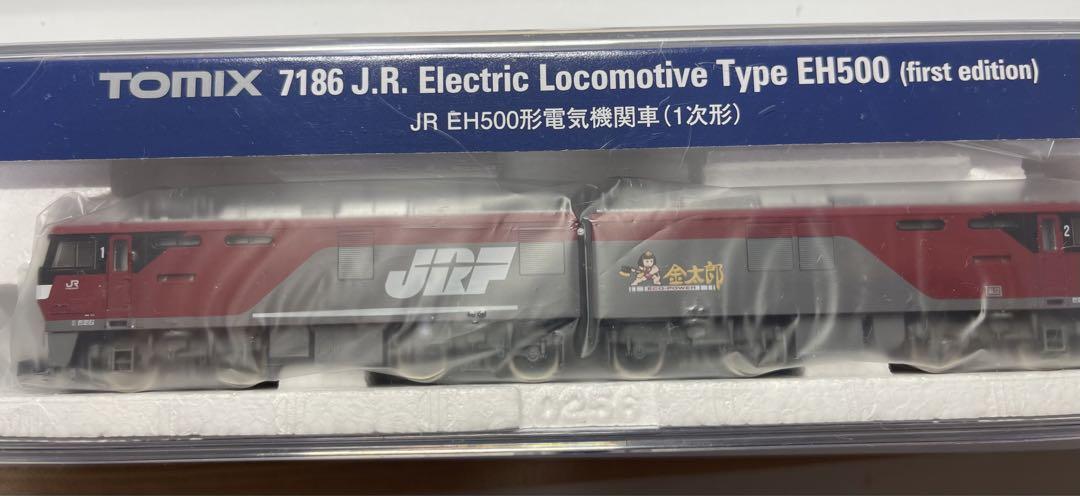 TOMIX 7186 J.R. Electric Locomotive Type EH500 (first edition)
JR EH500形電気機関車(1次形)
1
JRF
金太郎
ECO-POWER
2
JR